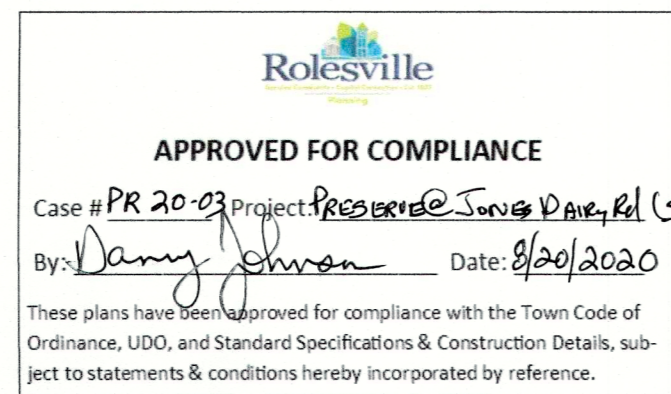 Rolesville
Planning
APPROVED FOR COMPLIANCE
Case # PR 20-03 Project: PRESERVE @ JONES DAIRY Rd
By: Danny Johnson Date: 8/20/2020
These plans have been approved for compliance with the Town Code of
Ordinance, UDO, and Standard Specifications & Construction Details, sub-
ject to statements & conditions hereby incorporated by reference.